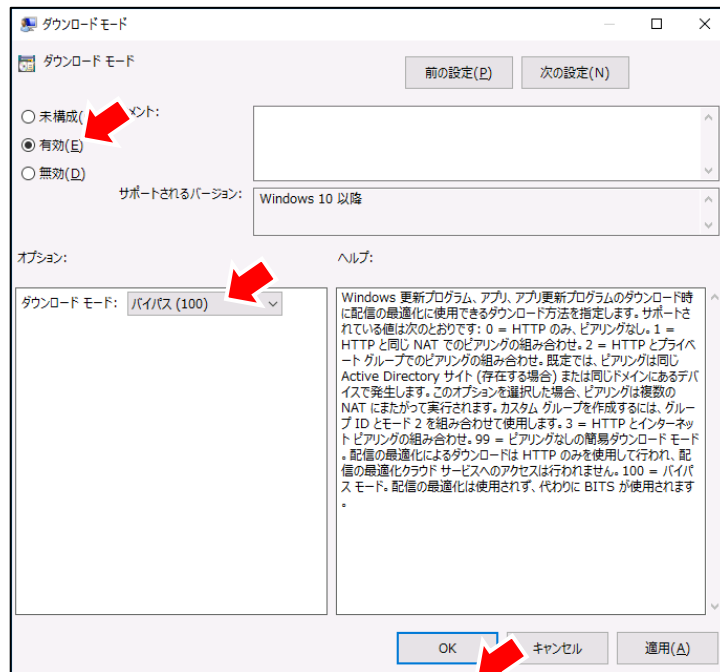 ダウンロードモード
ダウンロード モード
前の設定(P)
次の設定(N)
未構成(
メント:
有効(E)
無効(D)
サポートされるバージョン:
Windows 10 以降
オプション:
ヘルプ:
ダウンロード モード:
バイパス (100)
Windows 更新プログラム、アプリ、アプリ更新プログラムのダウンロード時
に配信の最適化に使用できるダウンロード方法を指定します。サポートさ
れている値は次のとおりです: 0 = HTTP のみ、ピアリングなし。1 =
HTTP と同じ NAT でのピアリングの組み合わせ。2 = HTTP とプライベ
ート グループでのピアリングの組み合わせ。既定では、ピアリングは同じ
Active Directory サイト (存在する場合) または同じドメインにあるデバ
イスで発生します。このオプションを選択した場合、ピアリングは複数の
NAT にまたがって実行されます。カスタム グループを作成するには、グルー
プ ID とモード 2 を組み合わせて使用します。3 = HTTP とインターネッ
ト ピアリングの組み合わせ。99 = ピアリングなしの簡易ダウンロード モード
。配信の最適化によるダウンロードは HTTP のみを使用して行われ、配
信の最適化クラウド サービスへのアクセスは行われません。100 = バイパ
ス モード。配信の最適化は使用されず、代わりに BITS が使用されます
。
OK
キャンセル
適用(A)